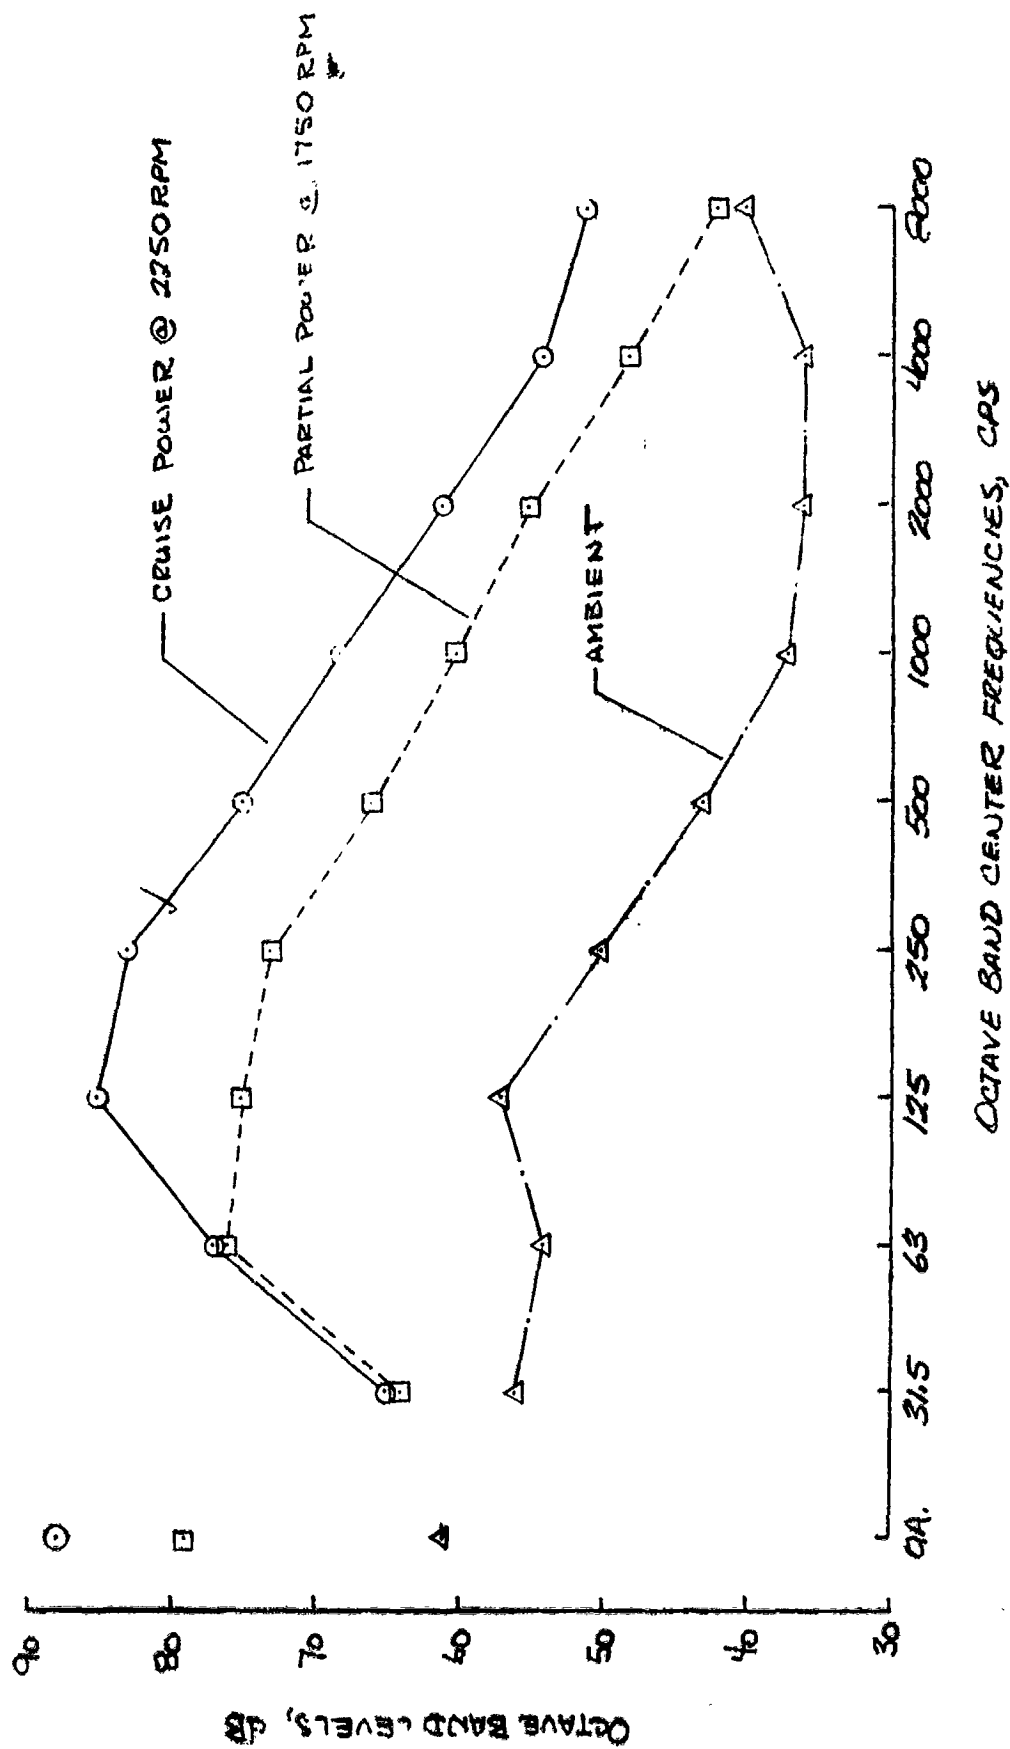 CRUISE POWER @ 2250 RPM
PARTIAL POWER @ 1750 RPM
AMBIENT
90
80
70
60
50
40
30
OCTAVE BAND LEVELS, dB
OA. 31.5 63 125 250 500 1000 2000 4000 8000
OCTAVE BAND CENTER FREQUENCIES, CPS